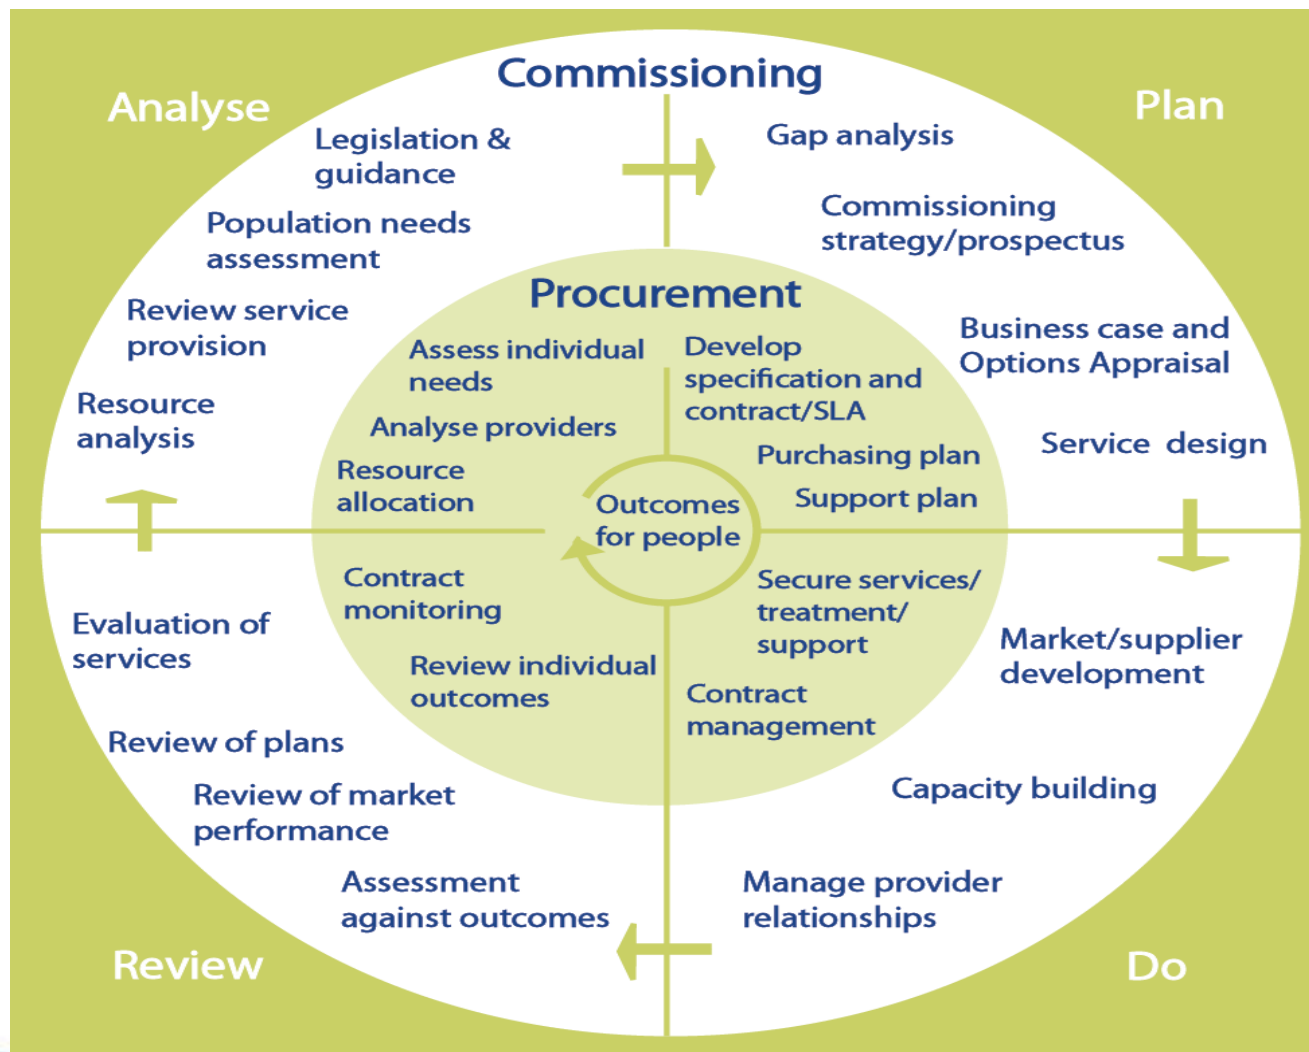 Commissioning
Analyse
Legislation &
guidance
Population needs
assessment
Review service
provision
Resource
analysis
Plan
Gap analysis
Commissioning
strategy/prospectus
Business case and
Options Appraisal
Service design
Procurement
Assess individual
needs
Analyse providers
Resource
allocation
Develop
specification and
contract/SLA
Purchasing plan
Support plan
Outcomes
for people
Contract
monitoring
Review individual
outcomes
Secure services/
treatment/
support
Contract
management
Evaluation of
services
Review of plans
Review of market
performance
Assessment
against outcomes
Review
Market/supplier
development
Capacity building
Manage provider
relationships
Do